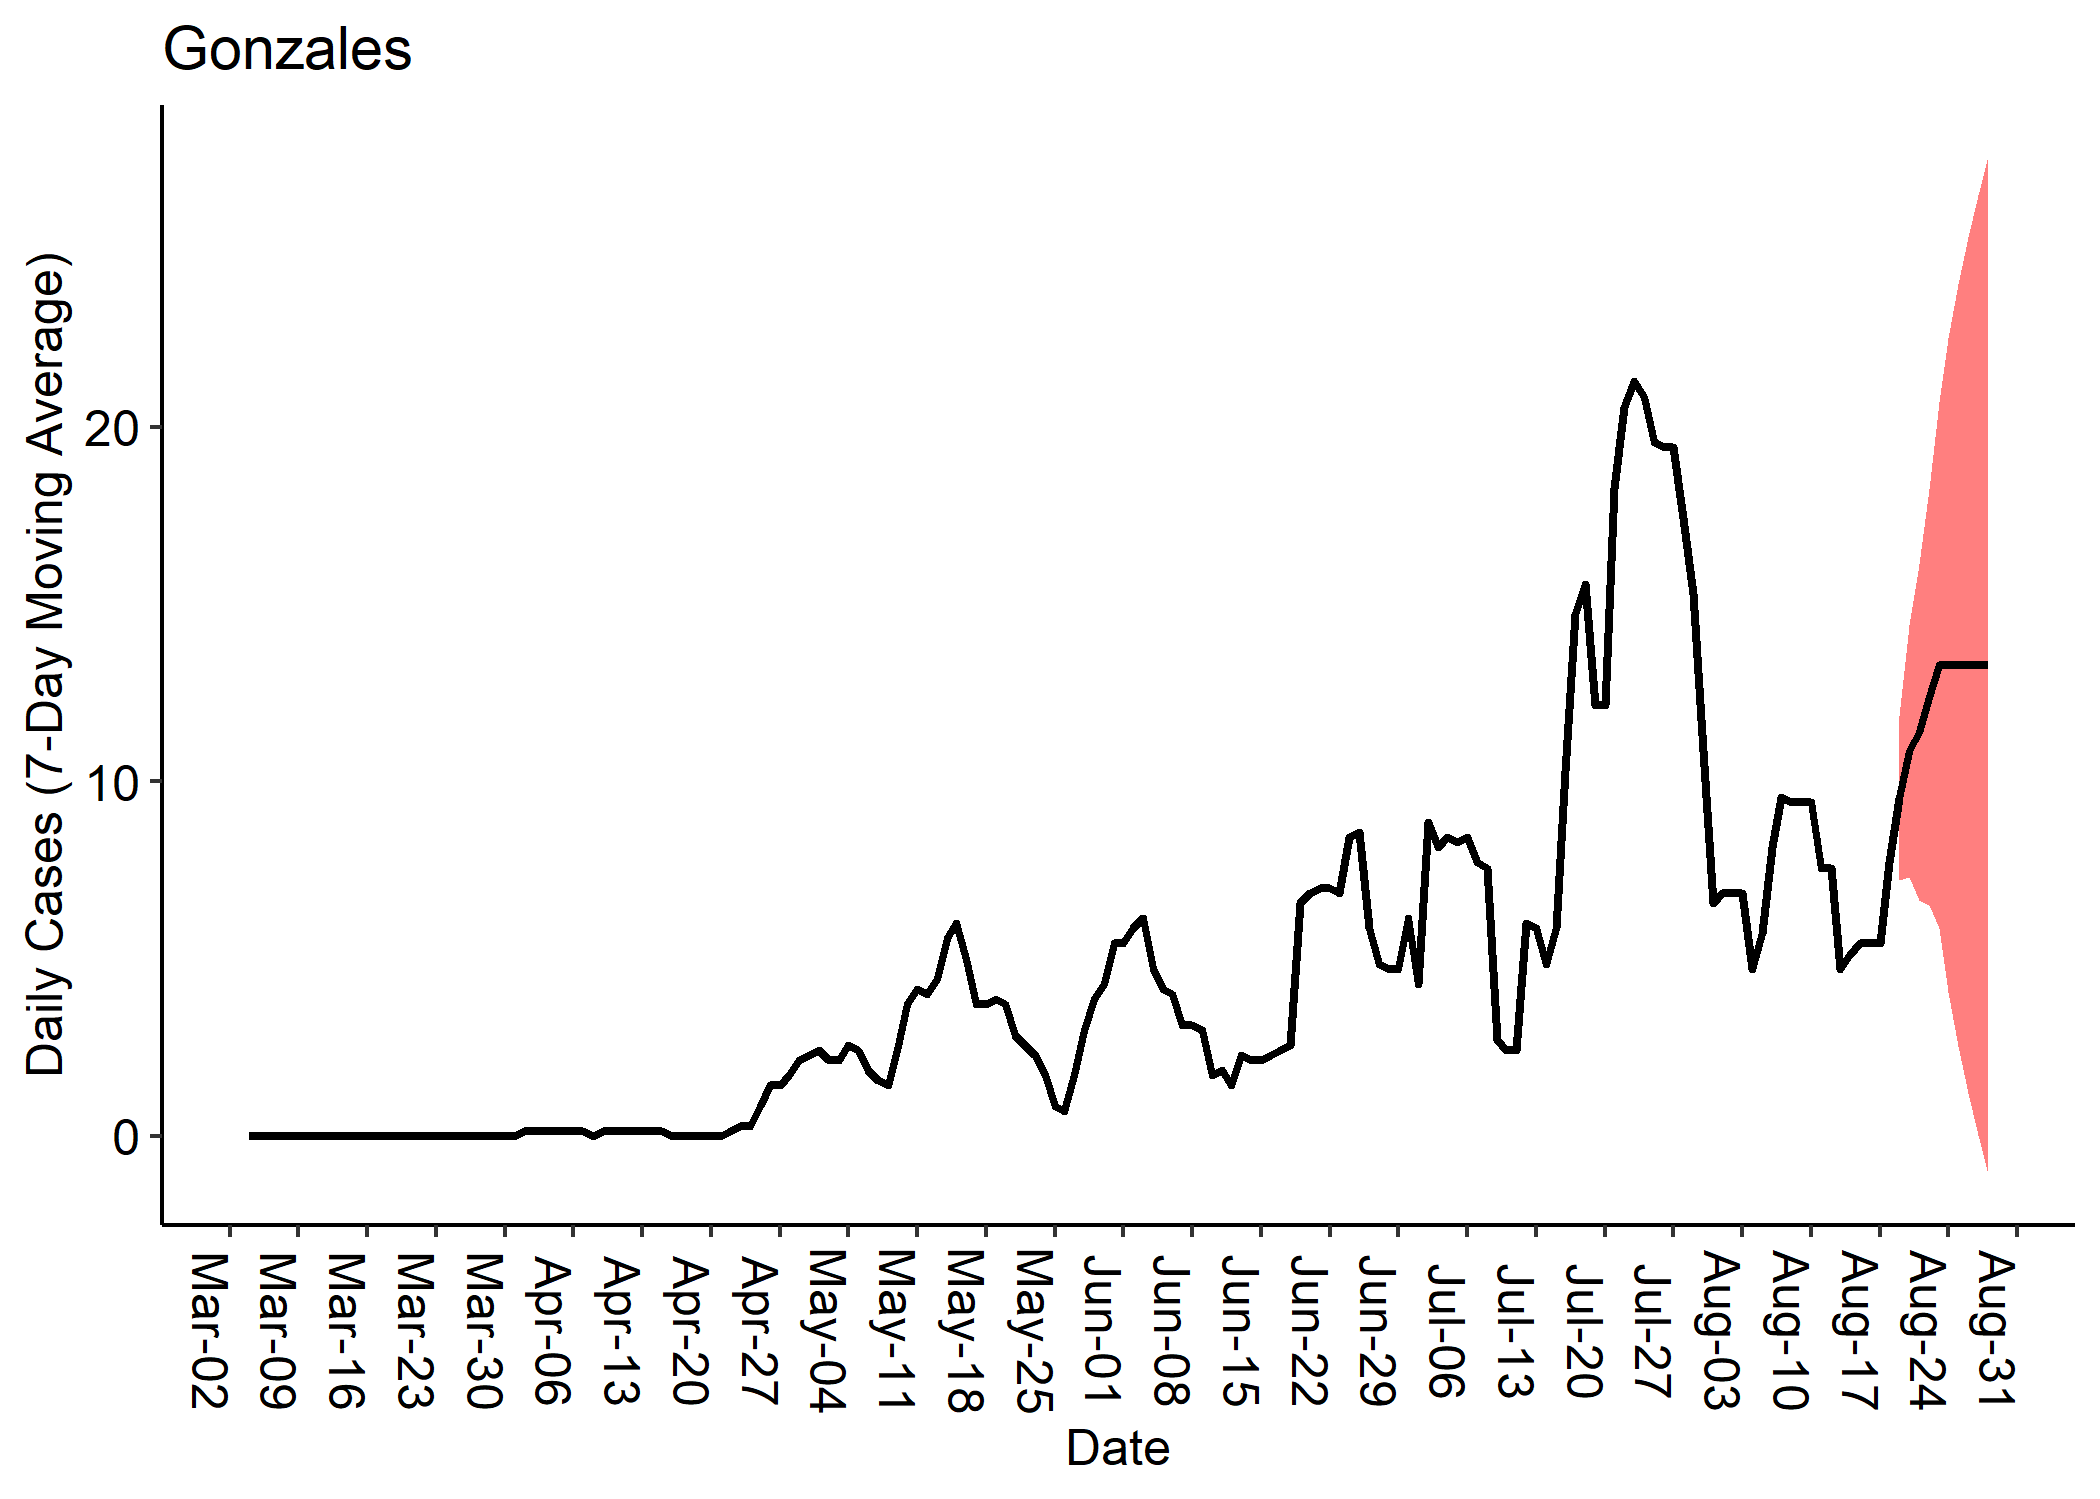 Gonzales
Daily Cases (7-Day Moving Average)
20
10
0
Mar-02
Mar-09
Mar-16
Mar-23
Mar-30
Apr-06
Apr-13
Apr-20
Apr-27
May-04
May-11
May-18
May-25
Jun-01
Jun-08
Jun-15
Jun-22
Jun-29
Jul-06
Jul-13
Jul-20
Jul-27
Aug-03
Aug-10
Aug-17
Aug-24
Aug-31
Date